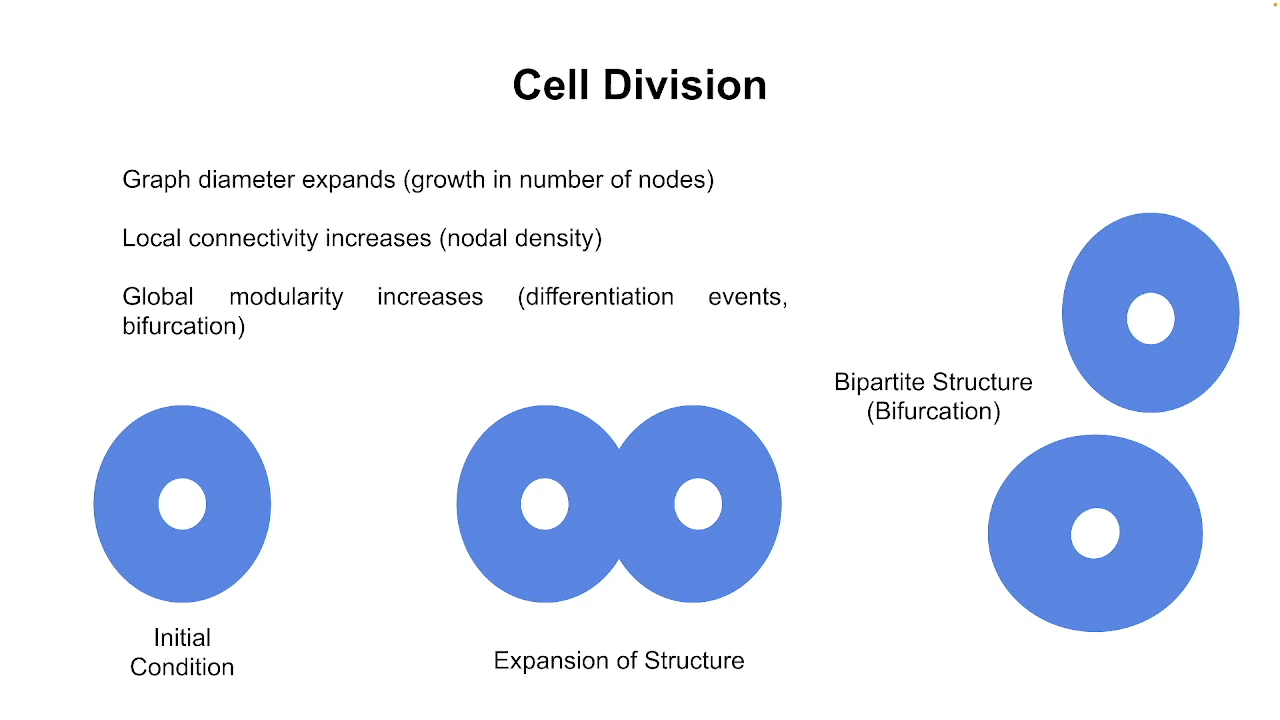 Cell Division
Graph diameter expands (growth in number of nodes)
Local connectivity increases (nodal density)
Global modularity increases (differentiation events,
bifurcation)
Bipartite Structure
(Bifurcation)
Initial
Condition
Expansion of Structure